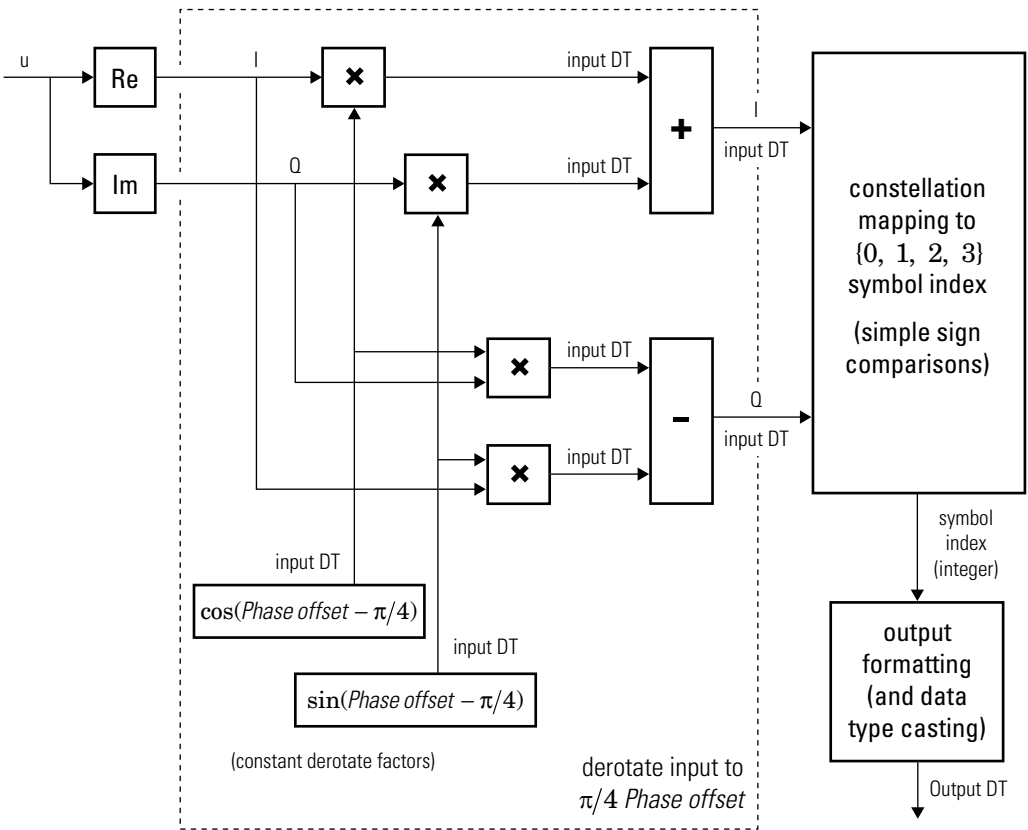 u
Re
I
×
input DT
+
I
input DT
Im
Q
×
input DT
constellation
mapping to
{0, 1, 2, 3}
symbol index
(simple sign
comparisons)
×
input DT
-
Q
input DT
×
input DT
symbol
index
(integer)
input DT
cos(Phase offset – π/4)
input DT
sin(Phase offset – π/4)
(constant derotate factors)
derotate input to
π/4 Phase offset
output
formatting
(and data
type casting)
Output DT